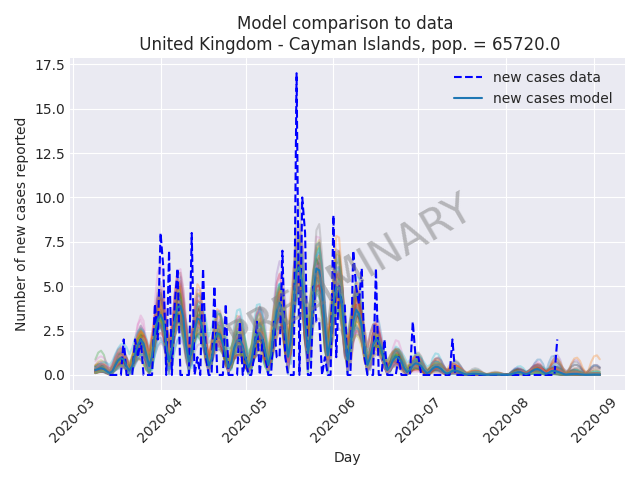 Model comparison to data
United Kingdom - Cayman Islands, pop. = 65720.0
17.5
15.0
12.5
10.0
7.5
5.0
2.5
0.0
Number of new cases reported
new cases data
new cases model
PRELIMINARY
2020-03
2020-04
2020-05
2020-06
2020-07
2020-08
2020-09
Day